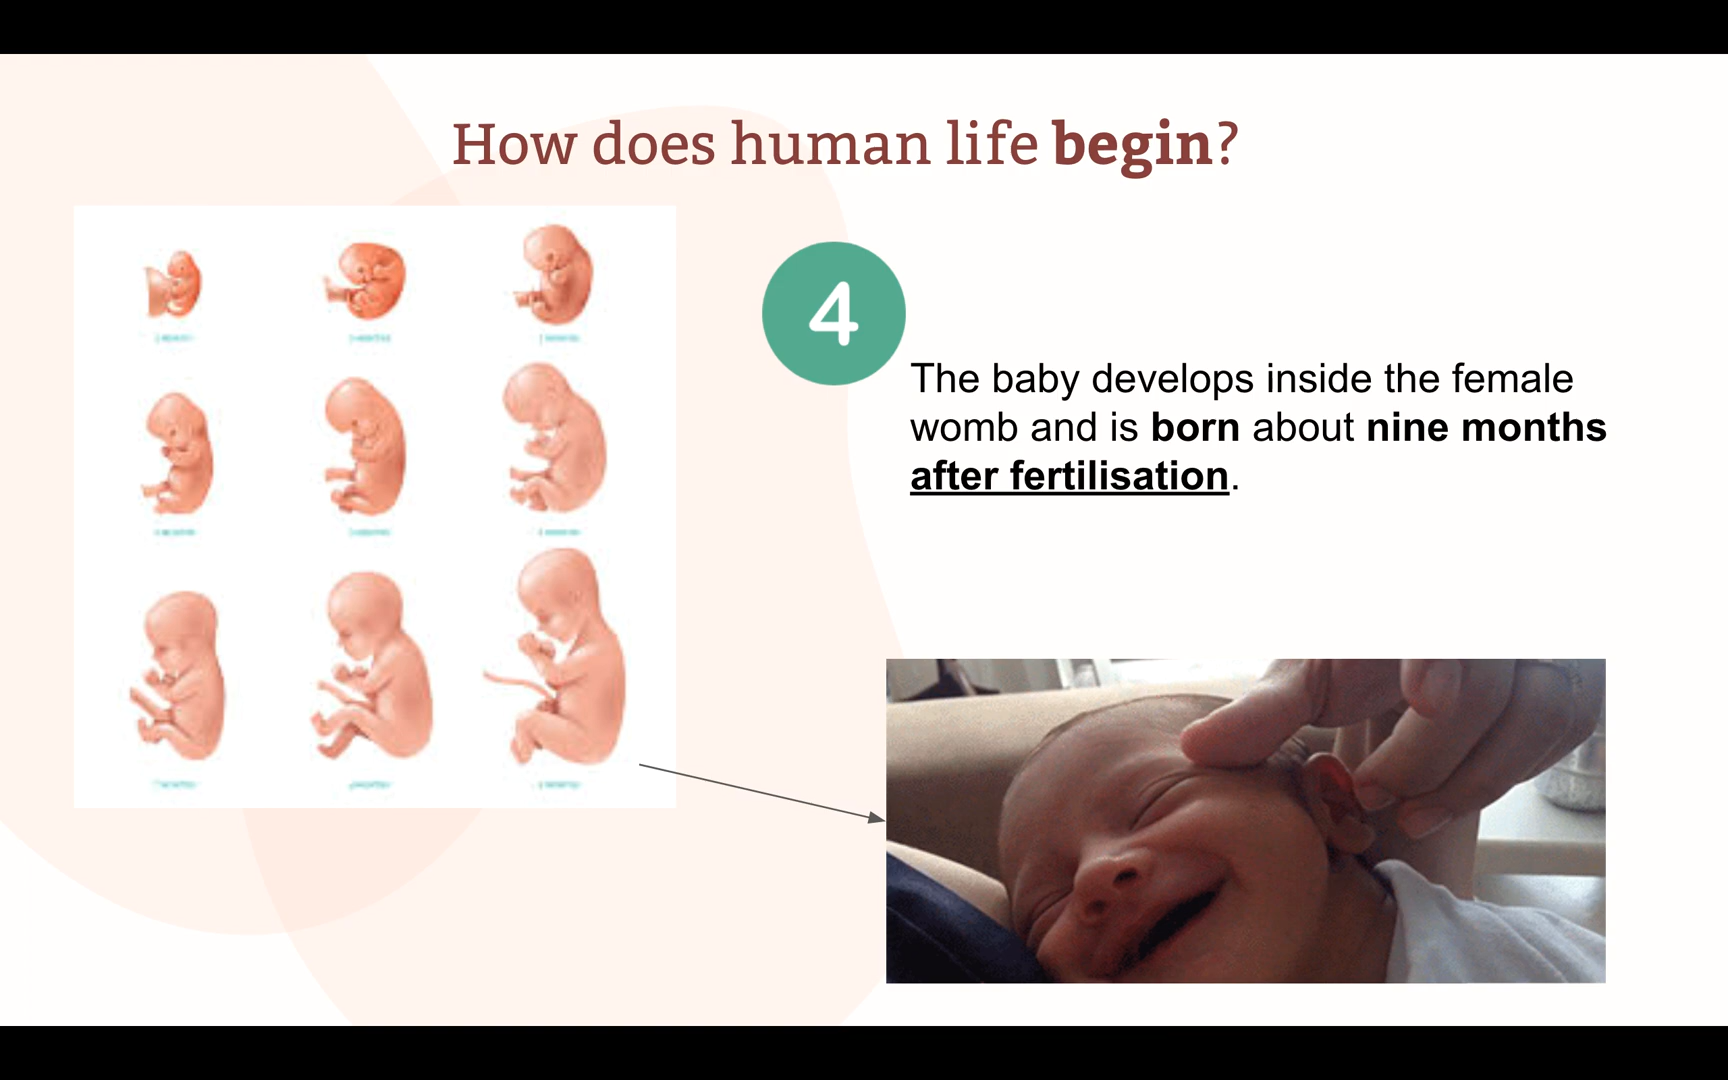 How does human life begin?
4
The baby develops inside the female
womb and is born about nine months
after fertilisation.